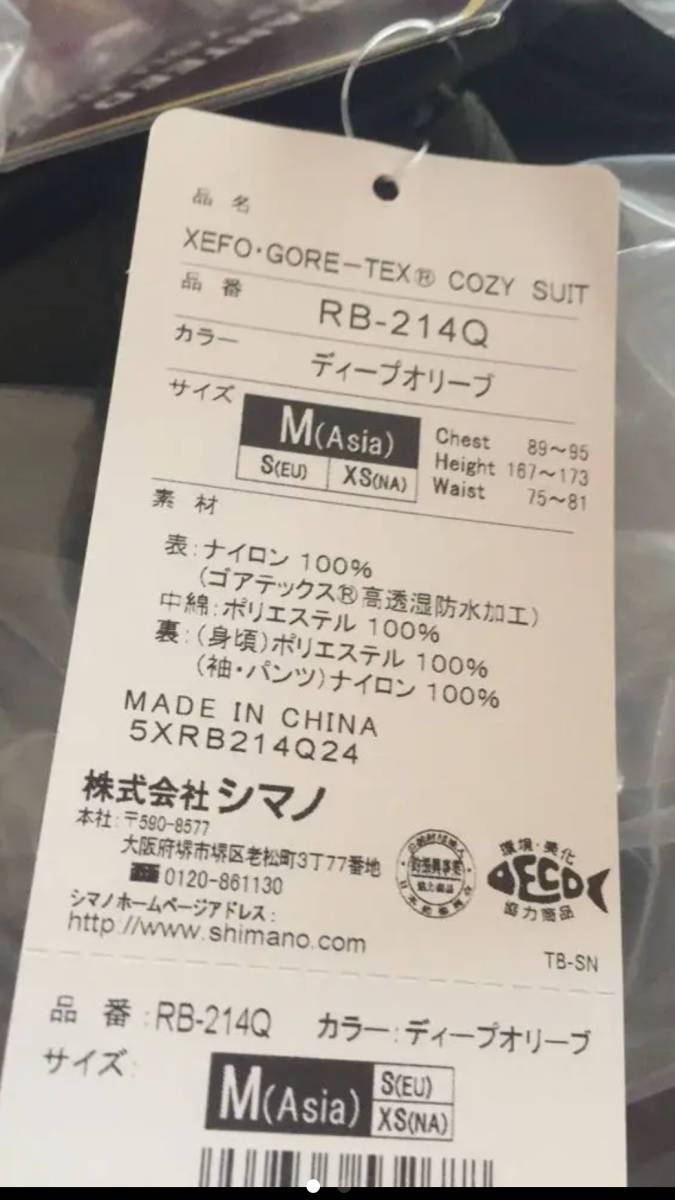 品名
XEFO・GORE－TEX® COZY SUIT
品番 RB-214Q
カラー ディープオリーブ
サイズ M(Asia) S(EU) XS(NA)
Chest 89～95
Height 167～173
Waist 75～81
素材
表：ナイロン 100％
(ゴアテックス®高透湿防水加工)
中綿：ポリエステル 100％
裏：(身頃)ポリエステル 100％
(袖・パンツ)ナイロン 100％
MADE IN CHINA
5XRB214Q24
株式会社 シマノ
本社：〒590-8577
大阪府堺市堺区老松町3丁77番地
0120-861130
シマノホームページアドレス：
http://www.shimano.com
環境・美化
ECO
協力商品
TB-SN
品番：RB-214Q カラー：ディープオリーブ
サイズ： M(Asia) S(EU) XS(NA)